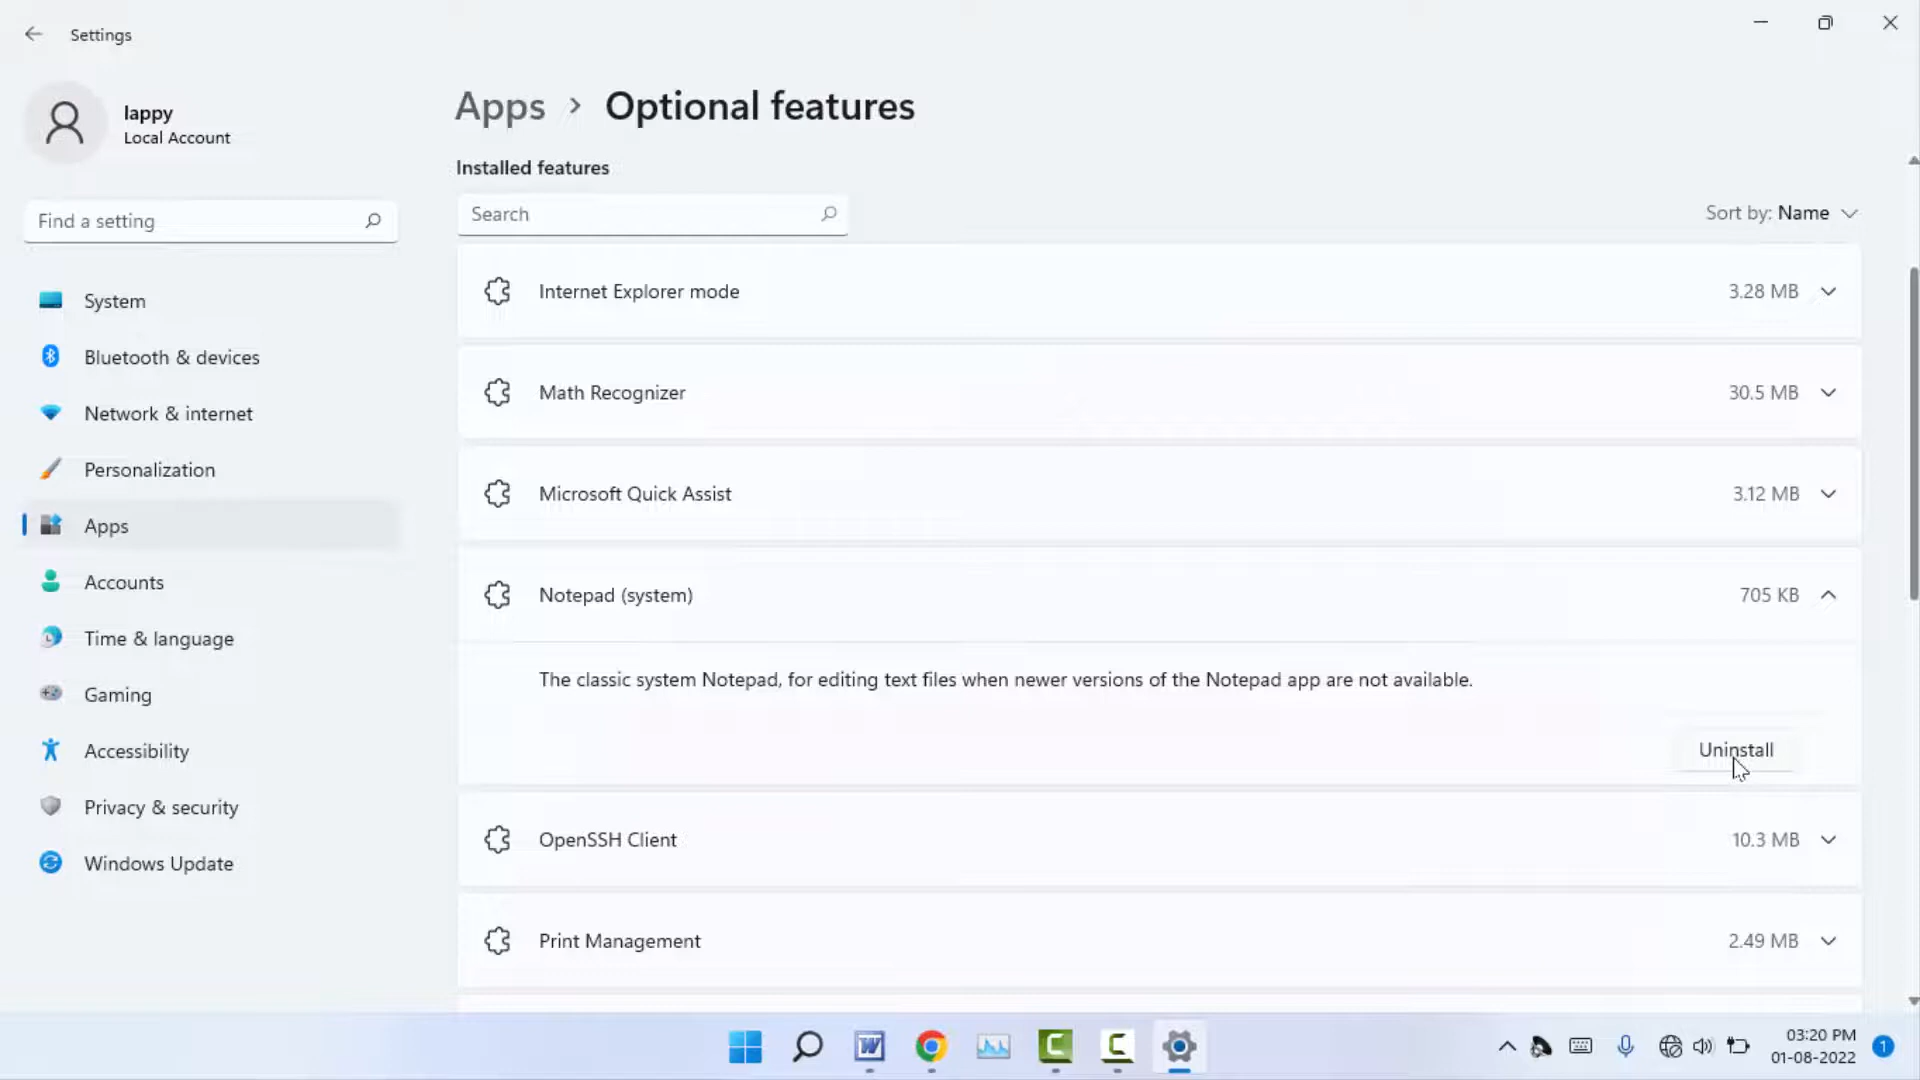 Settings
lappy
Local Account
Find a setting
System
Bluetooth & devices
Network & internet
Personalization
Apps
Accounts
Time & language
Gaming
Accessibility
Privacy & security
Windows Update
Apps > Optional features
Installed features
Search
Sort by: Name
Internet Explorer mode 3.28 MB
Math Recognizer 30.5 MB
Microsoft Quick Assist 3.12 MB
Notepad (system) 705 KB
The classic system Notepad, for editing text files when newer versions of the Notepad app are not available.
Uninstall
OpenSSH Client 10.3 MB
Print Management 2.49 MB
W C C
03:20 PM
01-08-2022
1